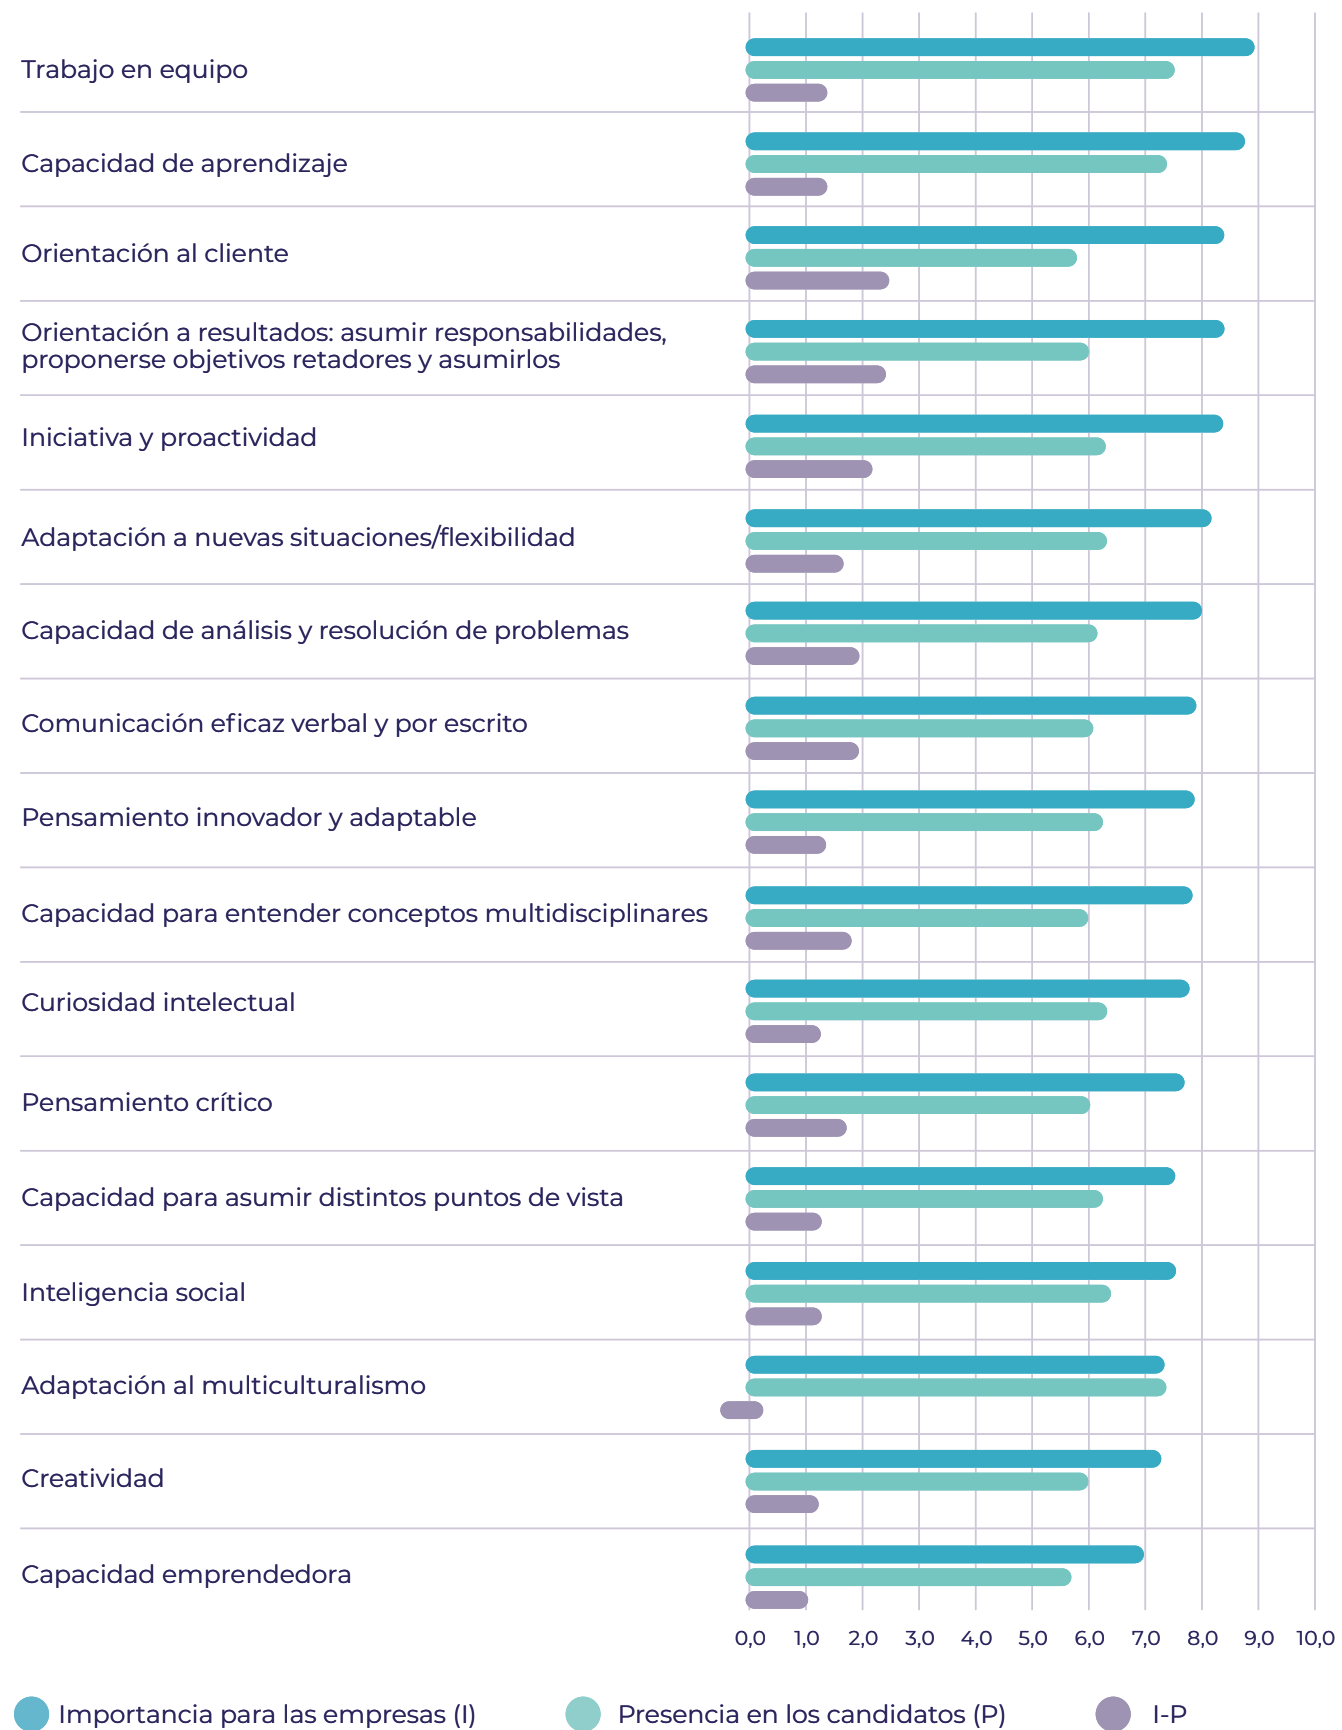 Trabajo en equipo
Capacidad de aprendizaje
Orientación al cliente
Orientación a resultados: asumir responsabilidades,
proponerse objetivos retadores y asumirlos
Iniciativa y proactividad
Adaptación a nuevas situaciones/flexibilidad
Capacidad de análisis y resolución de problemas
Comunicación eficaz verbal y por escrito
Pensamiento innovador y adaptable
Capacidad para entender conceptos multidisciplinares
Curiosidad intelectual
Pensamiento crítico
Capacidad para asumir distintos puntos de vista
Inteligencia social
Adaptación al multiculturalismo
Creatividad
Capacidad emprendedora
0,0 1,0 2,0 3,0 4,0 5,0 6,0 7,0 8,0 9,0 10,0
Importancia para las empresas (I) Presencia en los candidatos (P) I-P